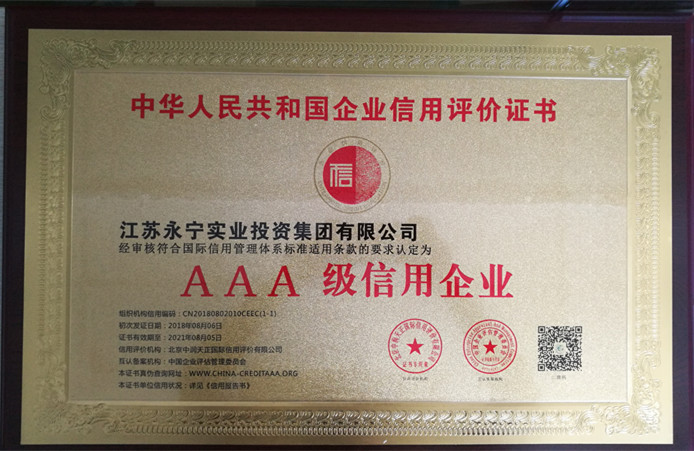 中华人民共和国企业信用评价证书
信
江苏永宁实业投资集团有限公司
经审核符合国际信用管理体系标准适用条款的要求认定为
AAA 级信用企业
组织机构信用编码：CN20180802010CEEC(1-1)
初次发证日期：2018年08月06日
证书有效期至：2021年08月05日
信用评价机构：北京中润天正国际信用评价有限公司
互认备案机构：中国企业评估管理委员会
本证书真伪查询网址：WWW.CHINA-CREDITAAA.ORG
本证书单位信用状况：详见《信用报告书》